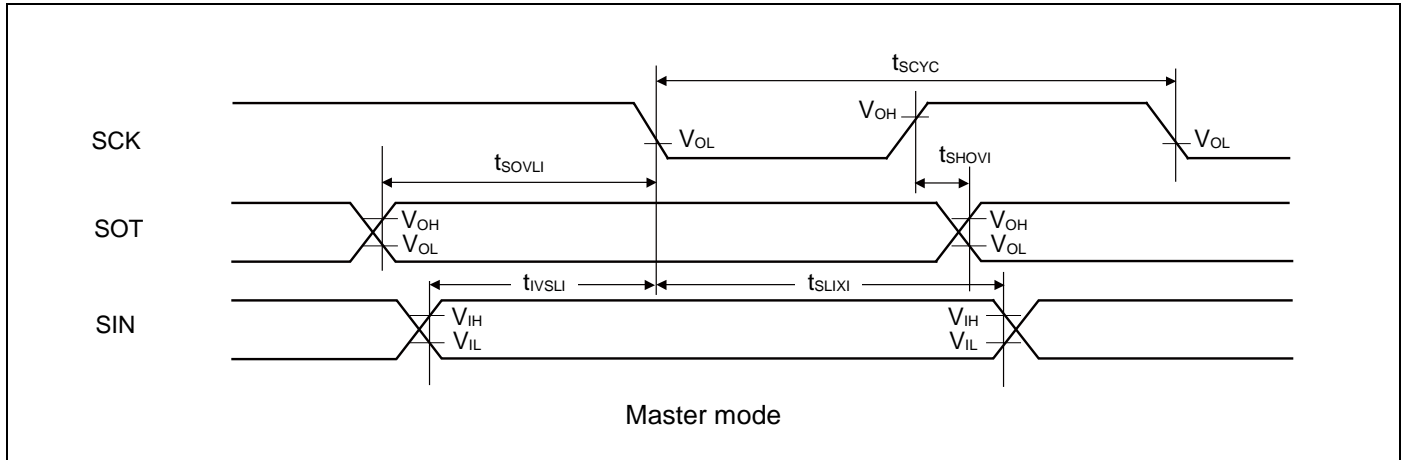 tSCYC
SCK
VOH
VOL
VOL
tSHOVI
tSOVLI
SOT
VOH
VOL
VOH
VOL
tIVSLI
tSLIXI
SIN
VIH
VIL
VIH
VIL
Master mode